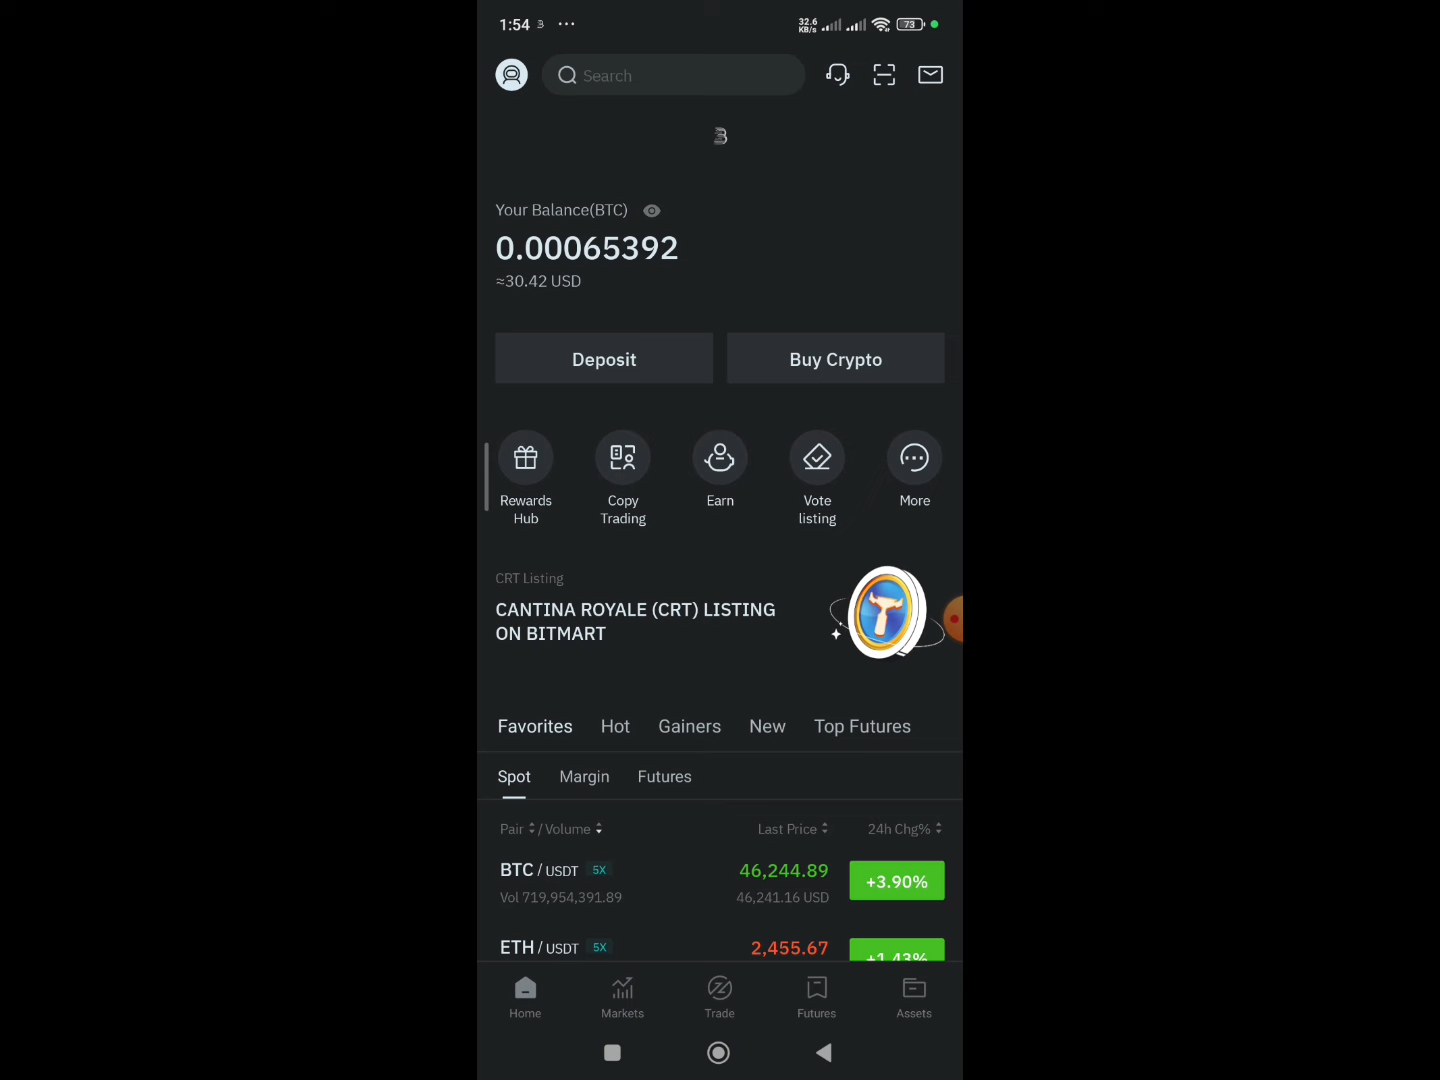 1:54
32.6
KB/s
73
Search
Your Balance(BTC)
0.00065392
≈30.42 USD
Deposit
Buy Crypto
Rewards
Hub
Copy
Trading
Earn
Vote
listing
More
CRT Listing
CANTINA ROYALE (CRT) LISTING
ON BITMART
Favorites Hot Gainers New Top Futures
Spot Margin Futures
Pair / Volume Last Price 24h Chg%
BTC / USDT 5X 46,244.89 +3.90%
Vol 719,954,391.89 46,241.16 USD
ETH / USDT 5X 2,455.67 +1.43%
Home Markets Trade Futures Assets